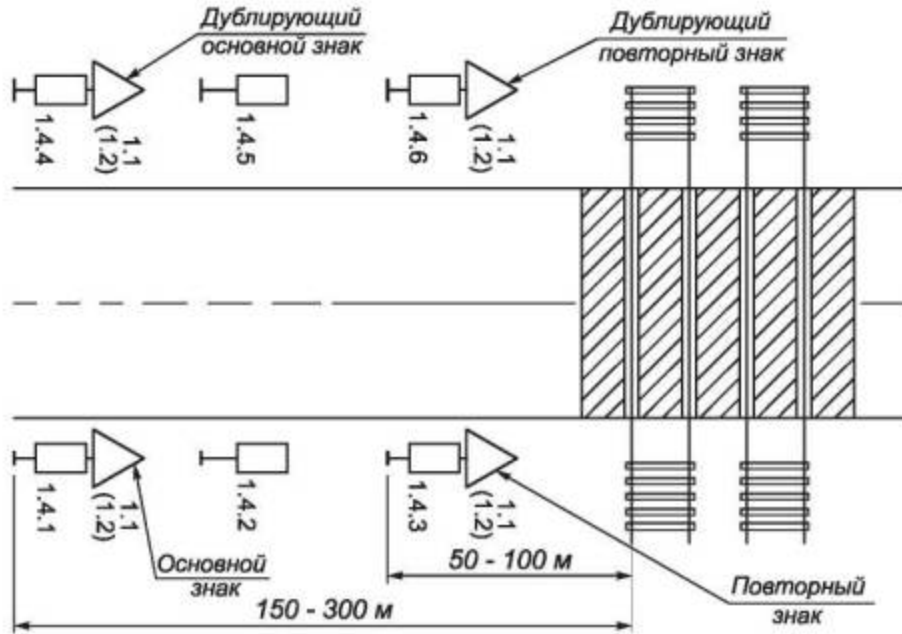 Дублирующий
основной знак
Дублирующий
повторный знак
1.4.4
1.1
(1.2)
1.4.5
1.4.6
1.1
(1.2)
1.4.1
1.1
(1.2)
1.4.2
1.4.3
1.1
(1.2)
Основной
знак
50 - 100 м
Повторный
знак
150 - 300 м